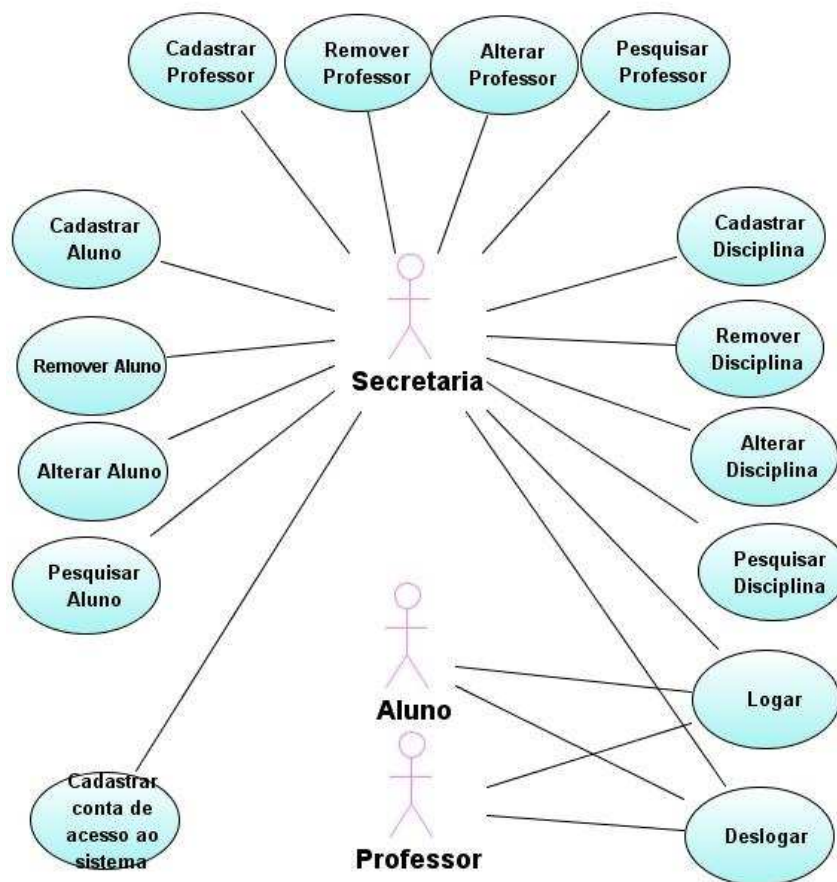 Cadastrar
Professor
Remover
Professor
Alterar
Professor
Pesquisar
Professor
Cadastrar
Aluno
Cadastrar
Disciplina
Remover Aluno
Remover
Disciplina
Secretaria
Alterar Aluno
Alterar
Disciplina
Pesquisar
Aluno
Pesquisar
Disciplina
Aluno
Logar
Cadastrar
conta de
acesso ao
sistema
Professor
Deslogar